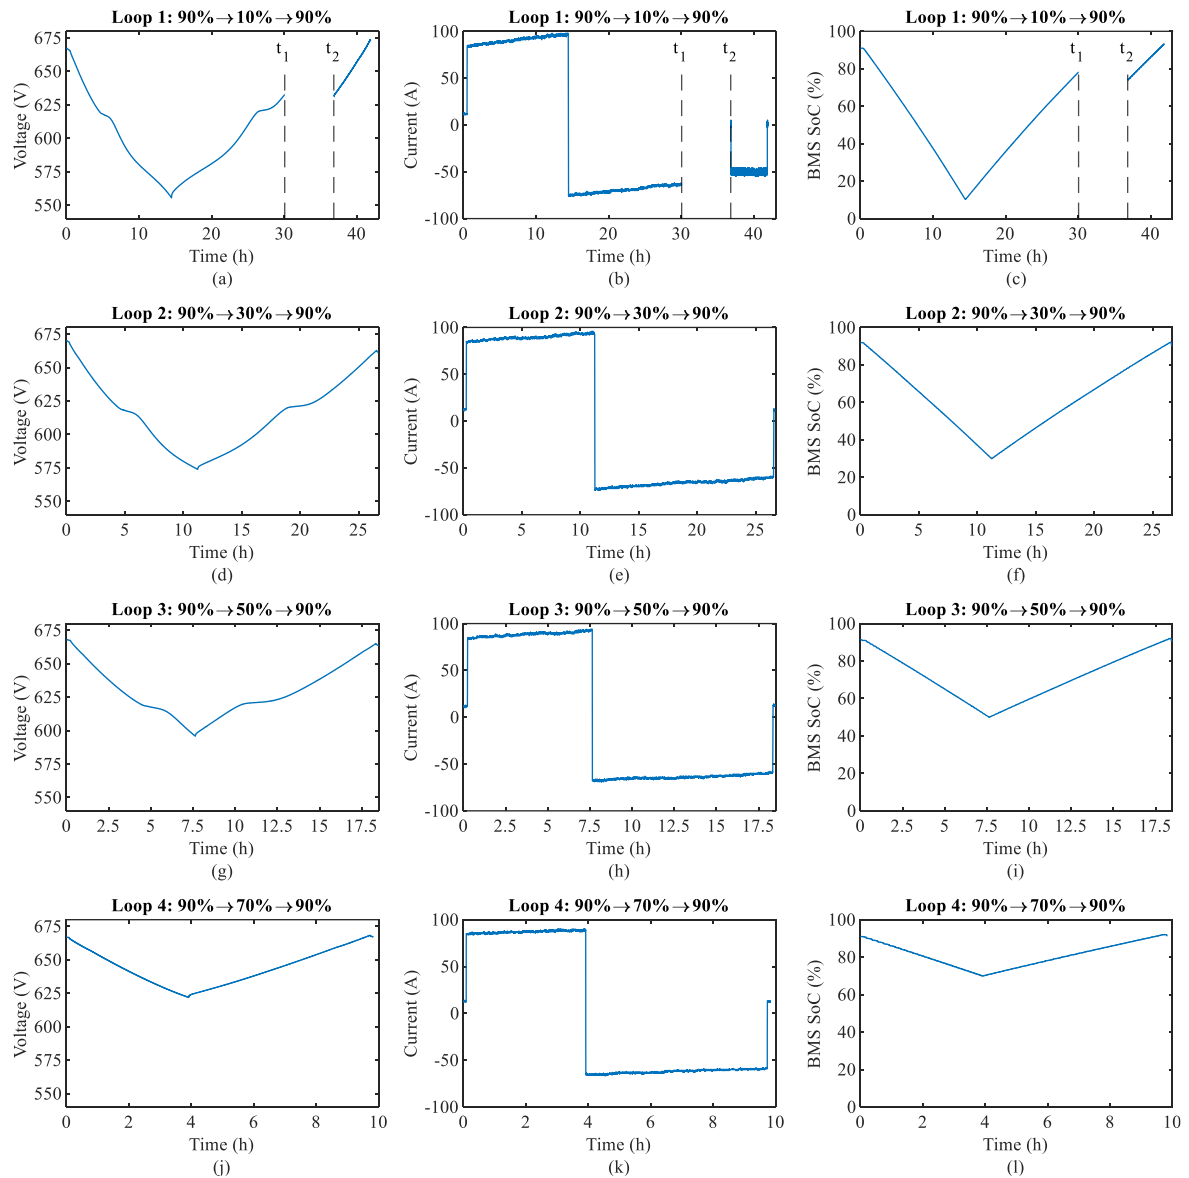 Loop 1: 90%→10%→90%
Voltage (V)
675
650
625
600
575
550
t1
t2
0 10 20 30 40
Time (h)
(a)
Loop 1: 90%→10%→90%
Current (A)
100
50
0
-50
-100
t1
t2
0 10 20 30 40
Time (h)
(b)
Loop 1: 90%→10%→90%
BMS SoC (%)
100
80
60
40
20
0
t1
t2
0 10 20 30 40
Time (h)
(c)
Loop 2: 90%→30%→90%
Voltage (V)
675
650
625
600
575
550
0 5 10 15 20 25
Time (h)
(d)
Loop 2: 90%→30%→90%
Current (A)
100
50
0
-50
-100
0 5 10 15 20 25
Time (h)
(e)
Loop 2: 90%→30%→90%
BMS SoC (%)
100
80
60
40
20
0
0 5 10 15 20 25
Time (h)
(f)
Loop 3: 90%→50%→90%
Voltage (V)
675
650
625
600
575
550
0 2.5 5 7.5 10 12.5 15 17.5
Time (h)
(g)
Loop 3: 90%→50%→90%
Current (A)
100
50
0
-50
-100
0 2.5 5 7.5 10 12.5 15 17.5
Time (h)
(h)
Loop 3: 90%→50%→90%
BMS SoC (%)
100
80
60
40
20
0
0 2.5 5 7.5 10 12.5 15 17.5
Time (h)
(i)
Loop 4: 90%→70%→90%
Voltage (V)
675
650
625
600
575
550
0 2 4 6 8 10
Time (h)
(j)
Loop 4: 90%→70%→90%
Current (A)
100
50
0
-50
-100
0 2 4 6 8 10
Time (h)
(k)
Loop 4: 90%→70%→90%
BMS SoC (%)
100
80
60
40
20
0
0 2 4 6 8 10
Time (h)
(l)